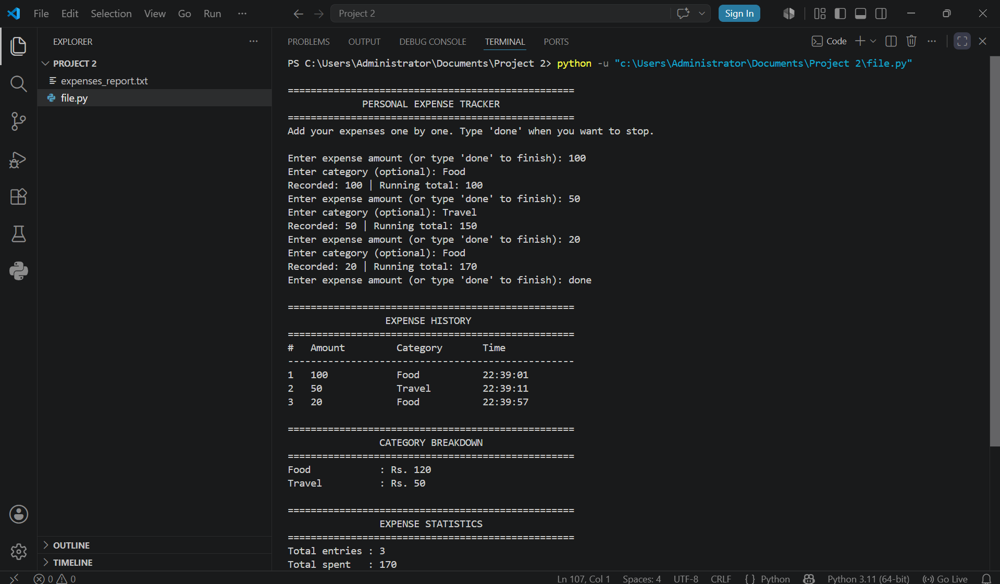 File Edit Selection View Go Run ···
Project 2
Sign In
EXPLORER
PROJECT 2
expenses_report.txt
file.py
OUTLINE
TIMELINE
PROBLEMS OUTPUT DEBUG CONSOLE TERMINAL PORTS
Code
PS C:\Users\Administrator\Documents\Project 2> python -u "c:\Users\Administrator\Documents\Project 2\file.py"
==================================================
PERSONAL EXPENSE TRACKER
==================================================
Add your expenses one by one. Type 'done' when you want to stop.
Enter expense amount (or type 'done' to finish): 100
Enter category (optional): Food
Recorded: 100 | Running total: 100
Enter expense amount (or type 'done' to finish): 50
Enter category (optional): Travel
Recorded: 50 | Running total: 150
Enter expense amount (or type 'done' to finish): 20
Enter category (optional): Food
Recorded: 20 | Running total: 170
Enter expense amount (or type 'done' to finish): done
==================================================
EXPENSE HISTORY
==================================================
# Amount Category Time
--------------------------------------------------
1 100 Food 22:39:01
2 50 Travel 22:39:11
3 20 Food 22:39:57
==================================================
CATEGORY BREAKDOWN
==================================================
Food : Rs. 120
Travel : Rs. 50
==================================================
EXPENSE STATISTICS
==================================================
Total entries : 3
Total spent : 170
0 0
Ln 107, Col 1 Spaces: 4 UTF-8 CRLF { } Python Python 3.11 (64-bit) Go Live